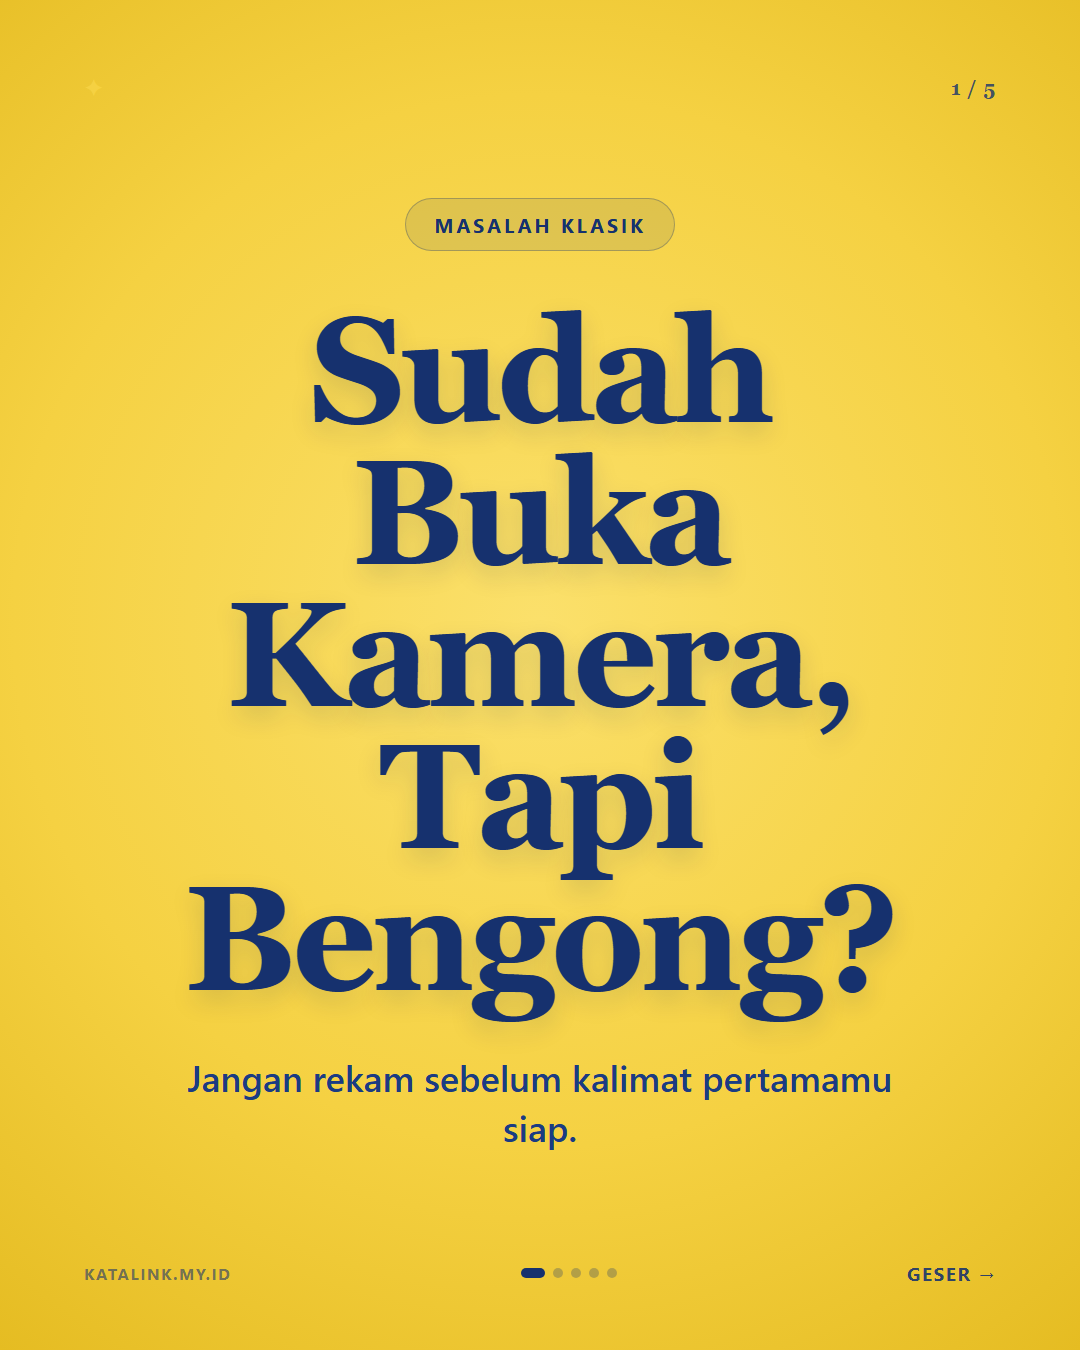 1 / 5
MASALAH KLASIK
Sudah
Buka
Kamera,
Tapi
Bengong?
Jangan rekam sebelum kalimat pertamamu
siap.
KATALINK.MY.ID
GESER →